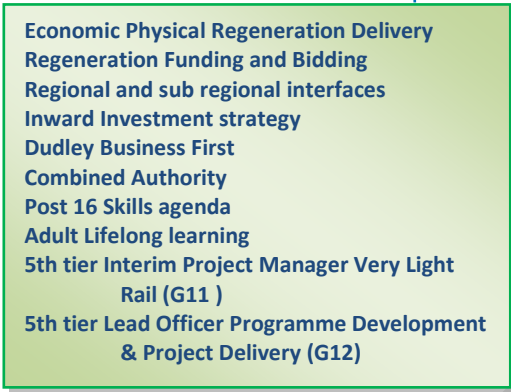 Economic Physical Regeneration Delivery
Regeneration Funding and Bidding
Regional and sub regional interfaces
Inward Investment strategy
Dudley Business First
Combined Authority
Post 16 Skills agenda
Adult Lifelong learning
5th tier Interim Project Manager Very Light
Rail (G11 )
5th tier Lead Officer Programme Development
& Project Delivery (G12)